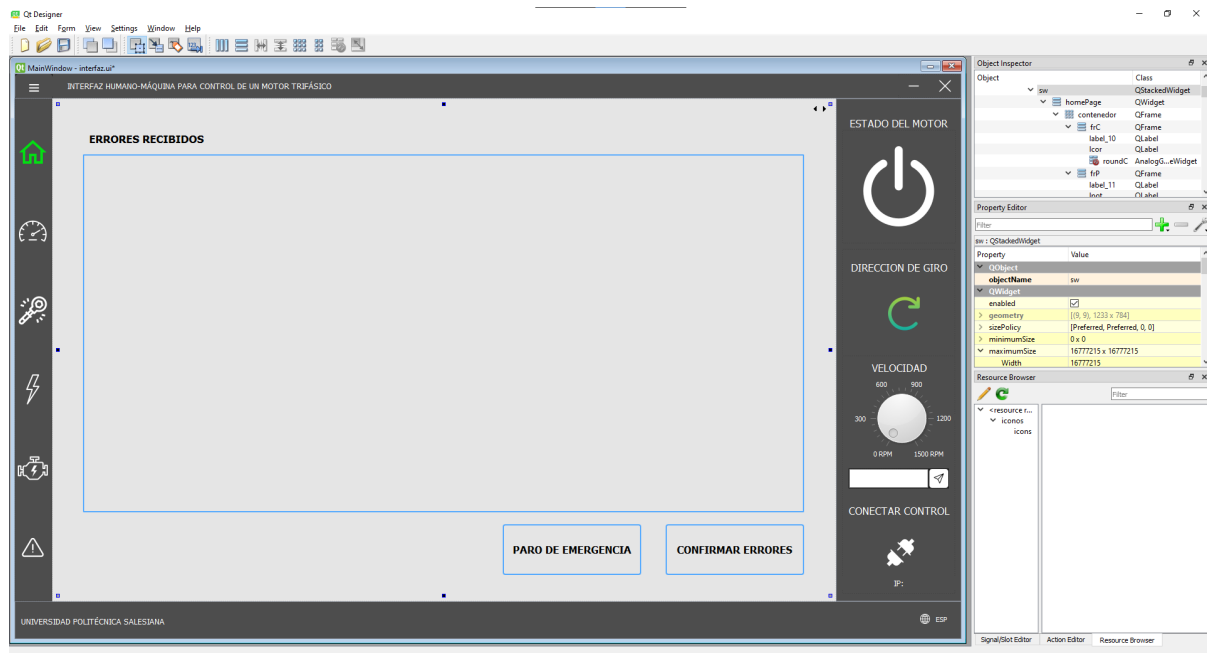 Qt Designer
File Edit Form View Settings Window Help
MainWindow - interfaz.ui*
INTERFAZ HUMANO-MÁQUINA PARA CONTROL DE UN MOTOR TRIFÁSICO
ERRORES RECIBIDOS
PARO DE EMERGENCIA
CONFIRMAR ERRORES
ESTADO DEL MOTOR
DIRECCION DE GIRO
VELOCIDAD
600 900
300 1200
0 RPM 1500 RPM
CONECTAR CONTROL
IP:
UNIVERSIDAD POLITÉCNICA SALESIANA
ESP
Object Inspector
Object Class
sw QStackedWidget
homePage QWidget
contenedor QFrame
frC QFrame
label_10 QLabel
lcor QLabel
roundC AnalogG...eWidget
frP QFrame
label_11 QLabel
lpot QLabel
Property Editor
Filter
sw : QStackedWidget
Property Value
QObject
objectName sw
QWidget
enabled
geometry [(9, 9), 1233 x 784]
sizePolicy [Preferred, Preferred, 0, 0]
minimumSize 0 x 0
maximumSize 16777215 x 16777215
Width 16777215
Resource Browser
Filter
<resource r...
iconos
icons
Signal/Slot Editor Action Editor Resource Browser